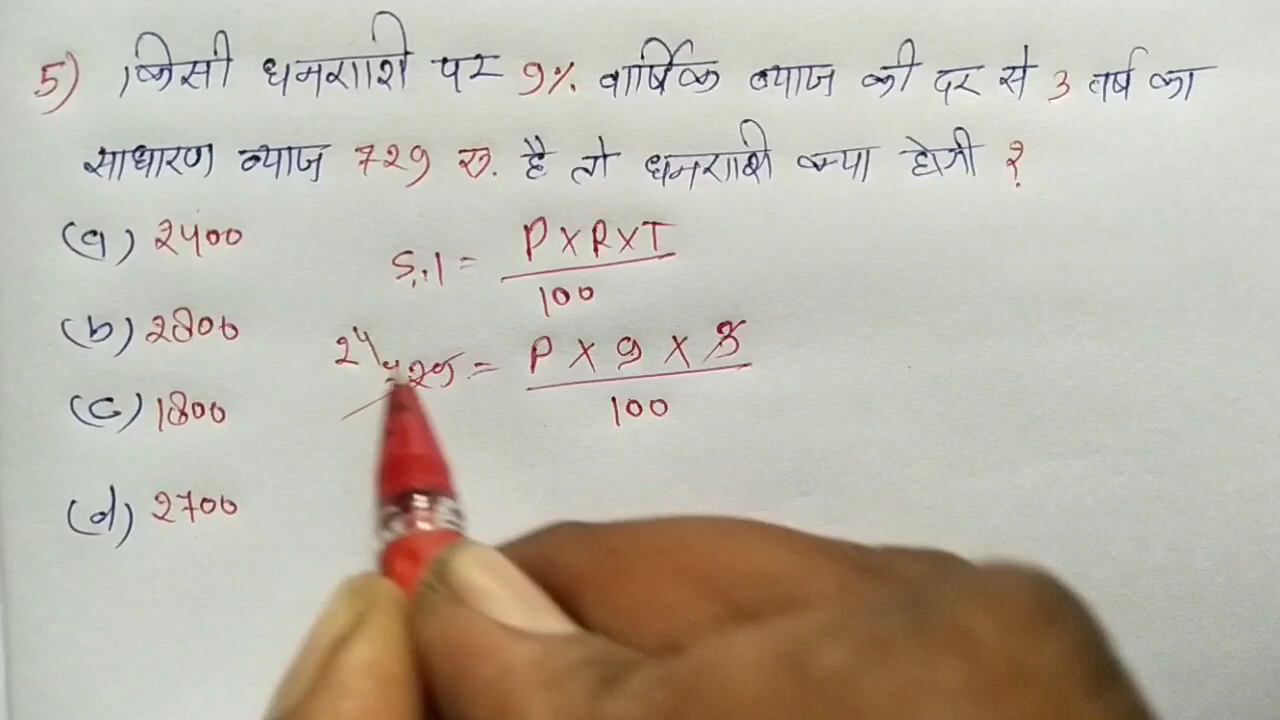 5) किसी धनराशि पर 9% वार्षिक ब्याज की दर से 3 वर्ष का
साधारण ब्याज 729 रु. है तो धनराशी क्या होगी ?
(a) 2400
(b) 2800
(c) 1800
(d) 2700
S.I = P X R X T
100
24 729 = P X 9 X 3
100